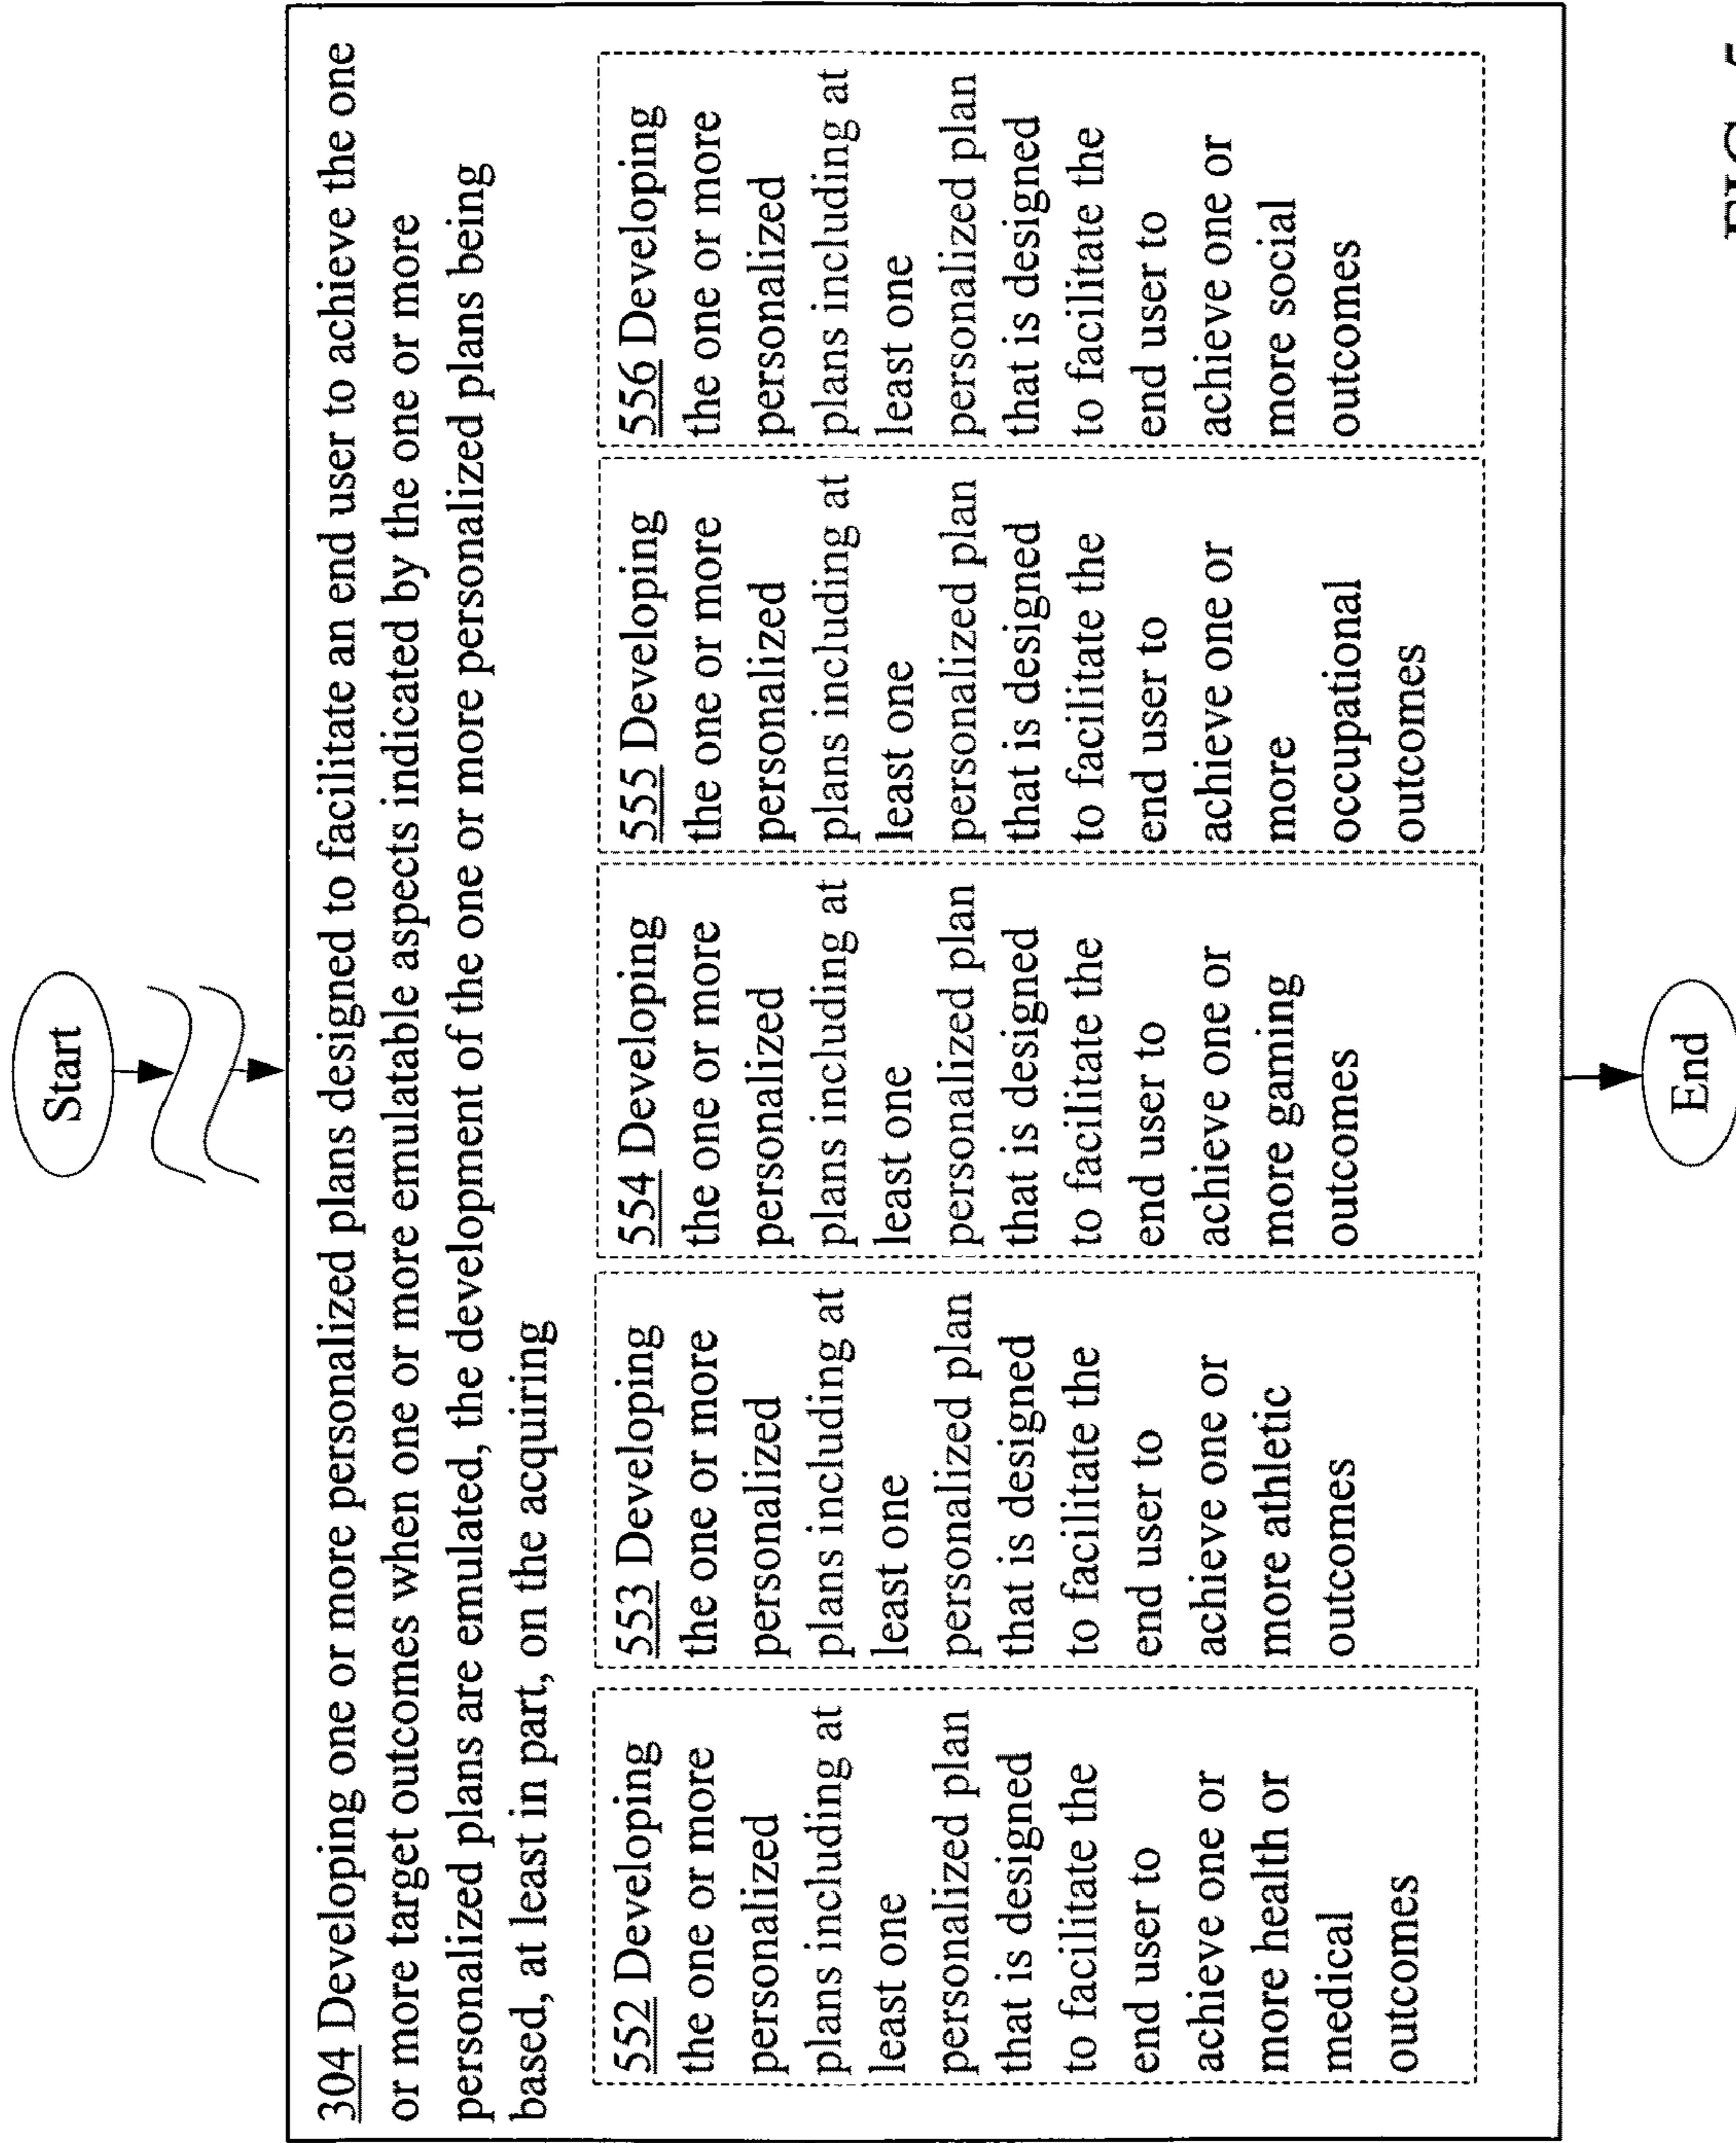 Start
304 Developing one or more personalized plans designed to facilitate an end user to achieve the one
or more target outcomes when one or more emulatable aspects indicated by the one or more
personalized plans are emulated, the development of the one or more personalized plans being
based, at least in part, on the acquiring
552 Developing
the one or more
personalized
plans including at
least one
personalized plan
that is designed
to facilitate the
end user to
achieve one or
more health or
medical
outcomes
553 Developing
the one or more
personalized
plans including at
least one
personalized plan
that is designed
to facilitate the
end user to
achieve one or
more athletic
outcomes
554 Developing
the one or more
personalized
plans including at
least one
personalized plan
that is designed
to facilitate the
end user to
achieve one or
more gaming
outcomes
555 Developing
the one or more
personalized
plans including at
least one
personalized plan
that is designed
to facilitate the
end user to
achieve one or
more
occupational
outcomes
556 Developing
the one or more
personalized
plans including at
least one
personalized plan
that is designed
to facilitate the
end user to
achieve one or
more social
outcomes
End